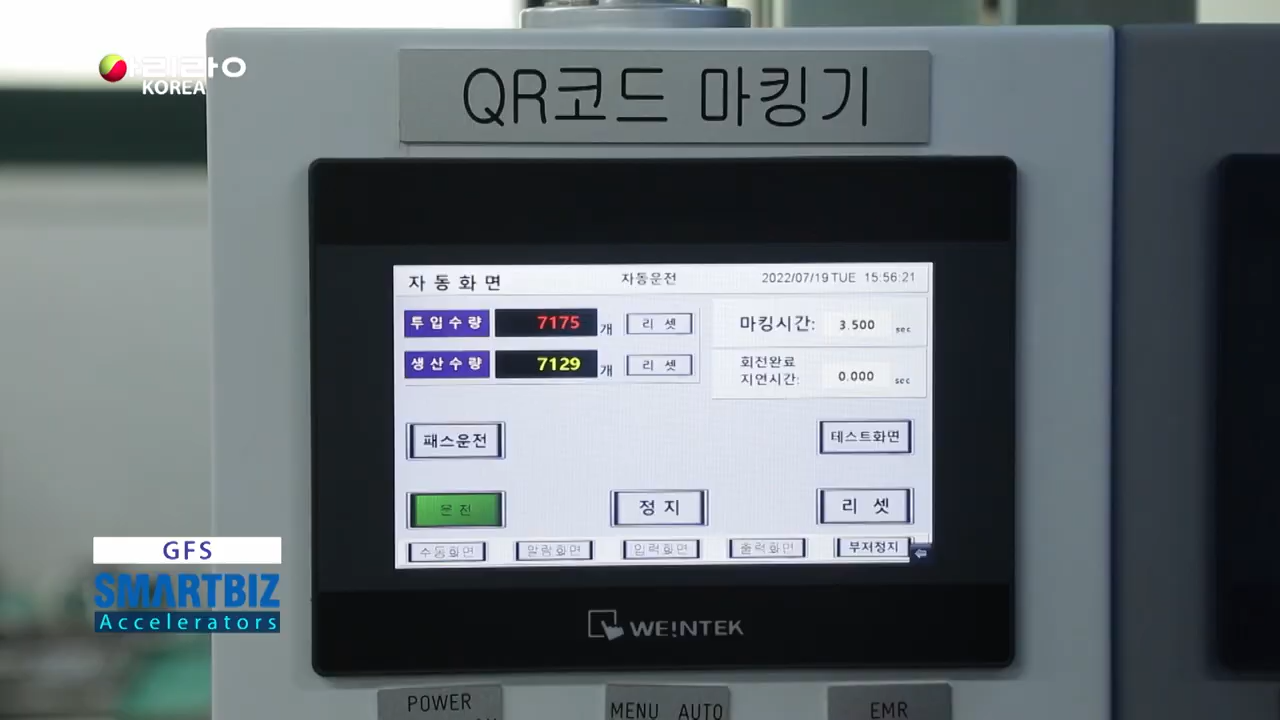 아리랑
KOREA
QR코드 마킹기
자동화면 자동운전 2022/07/19 TUE 15:56:21
투입수량 7175 개 리셋 마킹시간: 3.500 sec
생산수량 7129 개 리셋 회전완료
지연시간: 0.000 sec
패스운전 테스트화면
운전 정지 리셋
수동화면 알람화면 입력화면 출력화면 부저정지
GFS
SMARTBIZ
Accelerators
WEINTEK
POWER
MENU AUTO
EMR